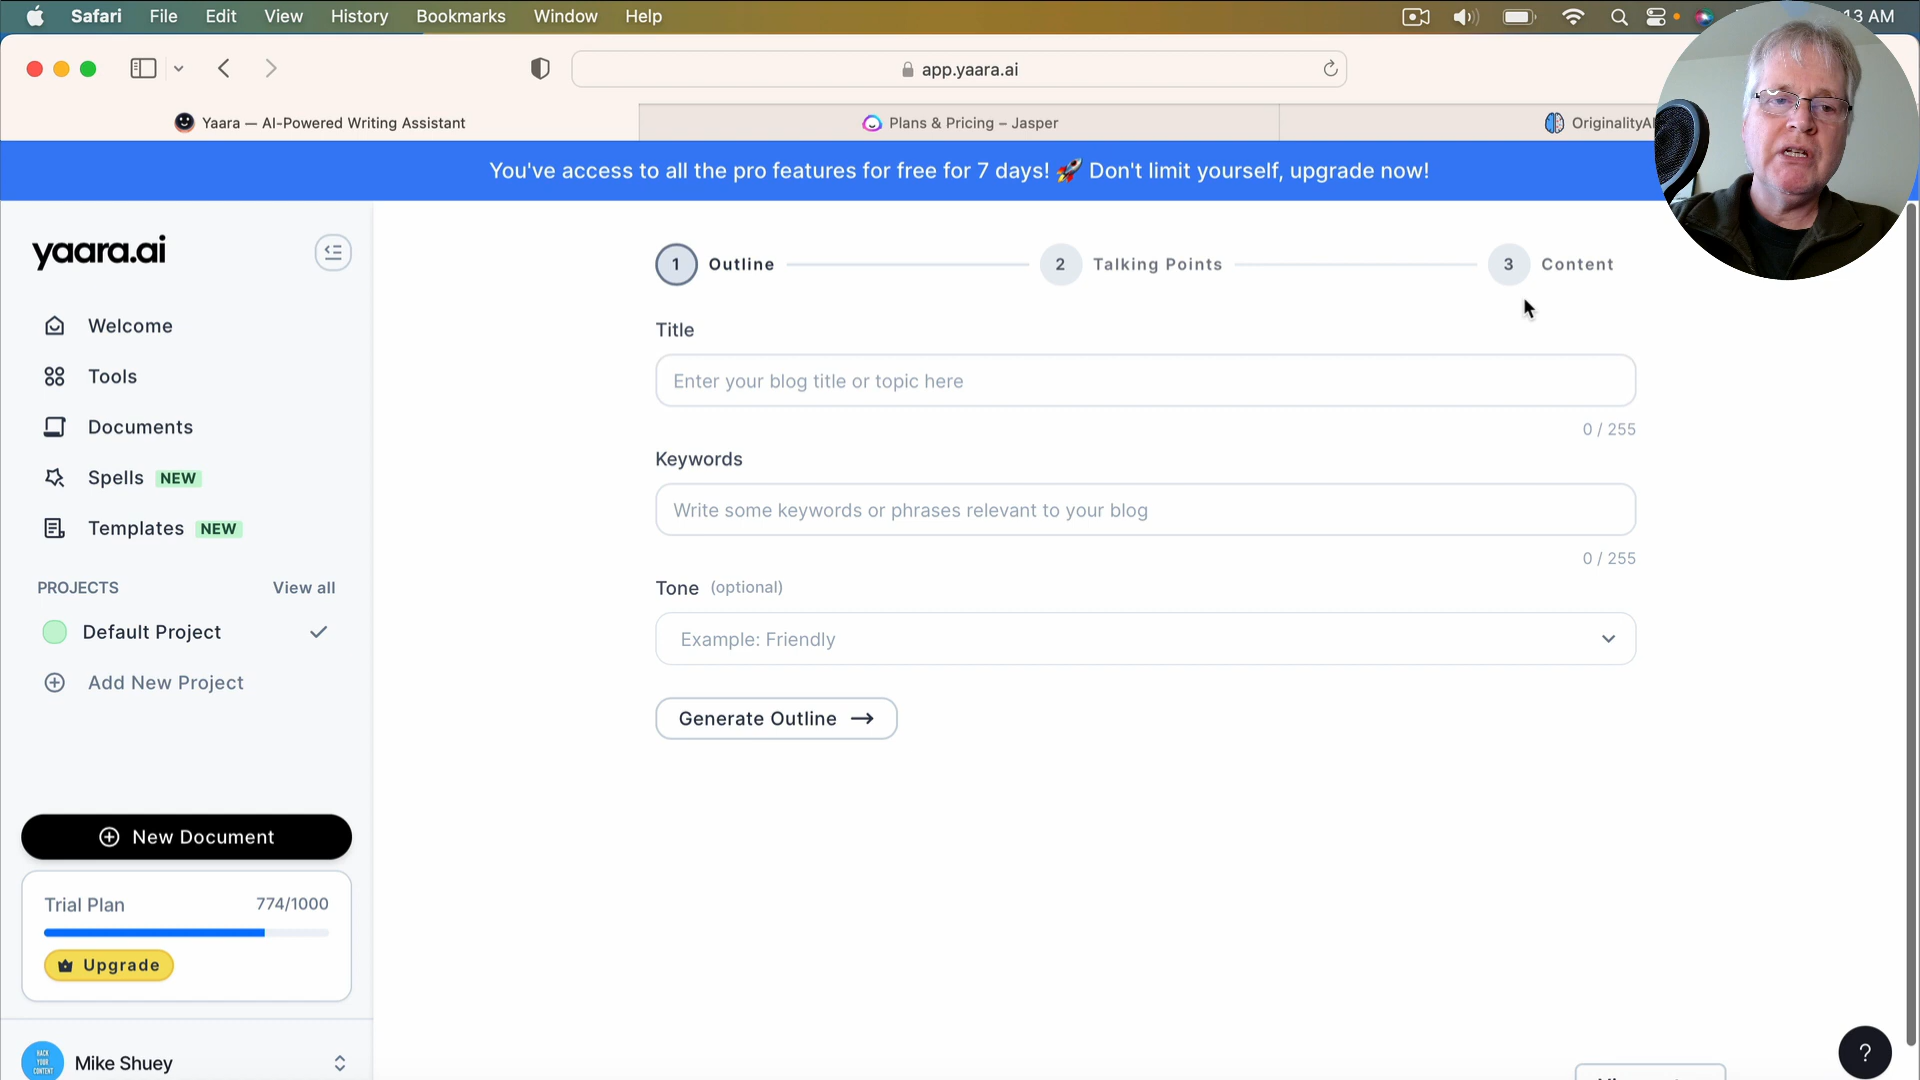 Safari File Edit View History Bookmarks Window Help
13 AM
app.yaara.ai
Yaara — AI-Powered Writing Assistant
Plans & Pricing – Jasper
OriginalityAI
You've access to all the pro features for free for 7 days! 🚀 Don't limit yourself, upgrade now!
yaara.ai
Welcome
Tools
Documents
Spells NEW
Templates NEW
PROJECTS View all
Default Project
Add New Project
New Document
Trial Plan 774/1000
Upgrade
HACK
YOUR
CONTENT
Mike Shuey
1 Outline 2 Talking Points 3 Content
Title
Enter your blog title or topic here
0 / 255
Keywords
Write some keywords or phrases relevant to your blog
0 / 255
Tone (optional)
Example: Friendly
Generate Outline →
?